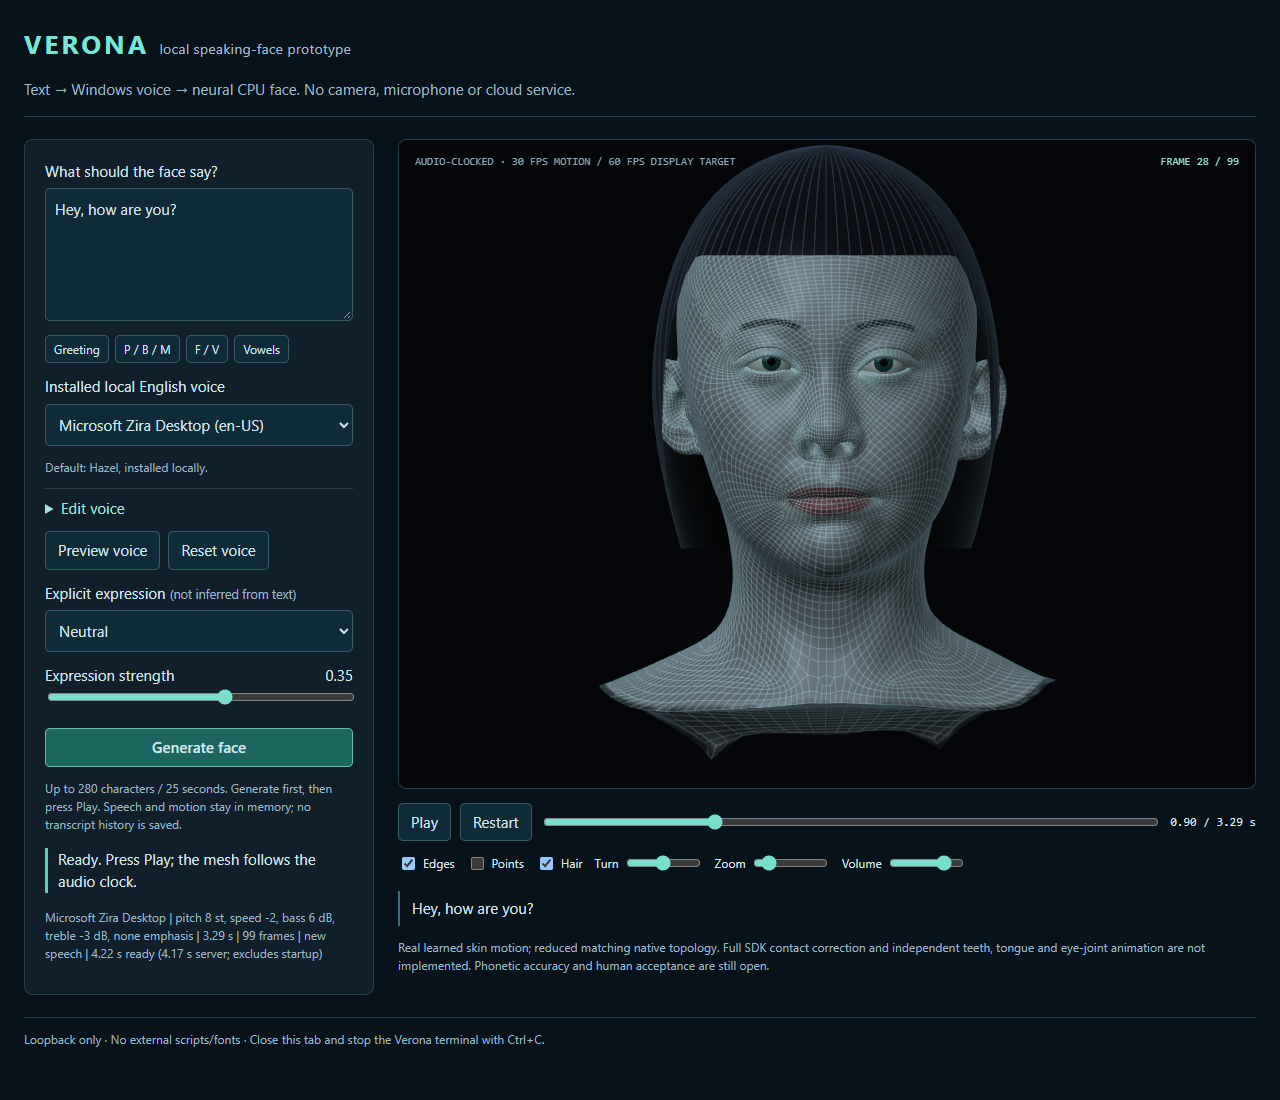 VERONA local speaking-face prototype
Text → Windows voice → neural CPU face. No camera, microphone or cloud service.
What should the face say?
Hey, how are you?
Greeting
P / B / M
F / V
Vowels
Installed local English voice
Microsoft Zira Desktop (en-US)
Default: Hazel, installed locally.
Edit voice
Preview voice
Reset voice
Explicit expression (not inferred from text)
Neutral
Expression strength 0.35
Generate face
Up to 280 characters / 25 seconds. Generate first, then
press Play. Speech and motion stay in memory; no
transcript history is saved.
Ready. Press Play; the mesh follows the
audio clock.
Microsoft Zira Desktop | pitch 8 st, speed -2, bass 6 dB,
treble -3 dB, none emphasis | 3.29 s | 99 frames | new
speech | 4.22 s ready (4.17 s server; excludes startup)
AUDIO-CLOCKED · 30 FPS MOTION / 60 FPS DISPLAY TARGET
FRAME 28 / 99
Play
Restart
0.90 / 3.29 s
Edges
Points
Hair
Turn
Zoom
Volume
Hey, how are you?
Real learned skin motion; reduced matching native topology. Full SDK contact correction and independent teeth, tongue and eye-joint animation are not
implemented. Phonetic accuracy and human acceptance are still open.
Loopback only · No external scripts/fonts · Close this tab and stop the Verona terminal with Ctrl+C.